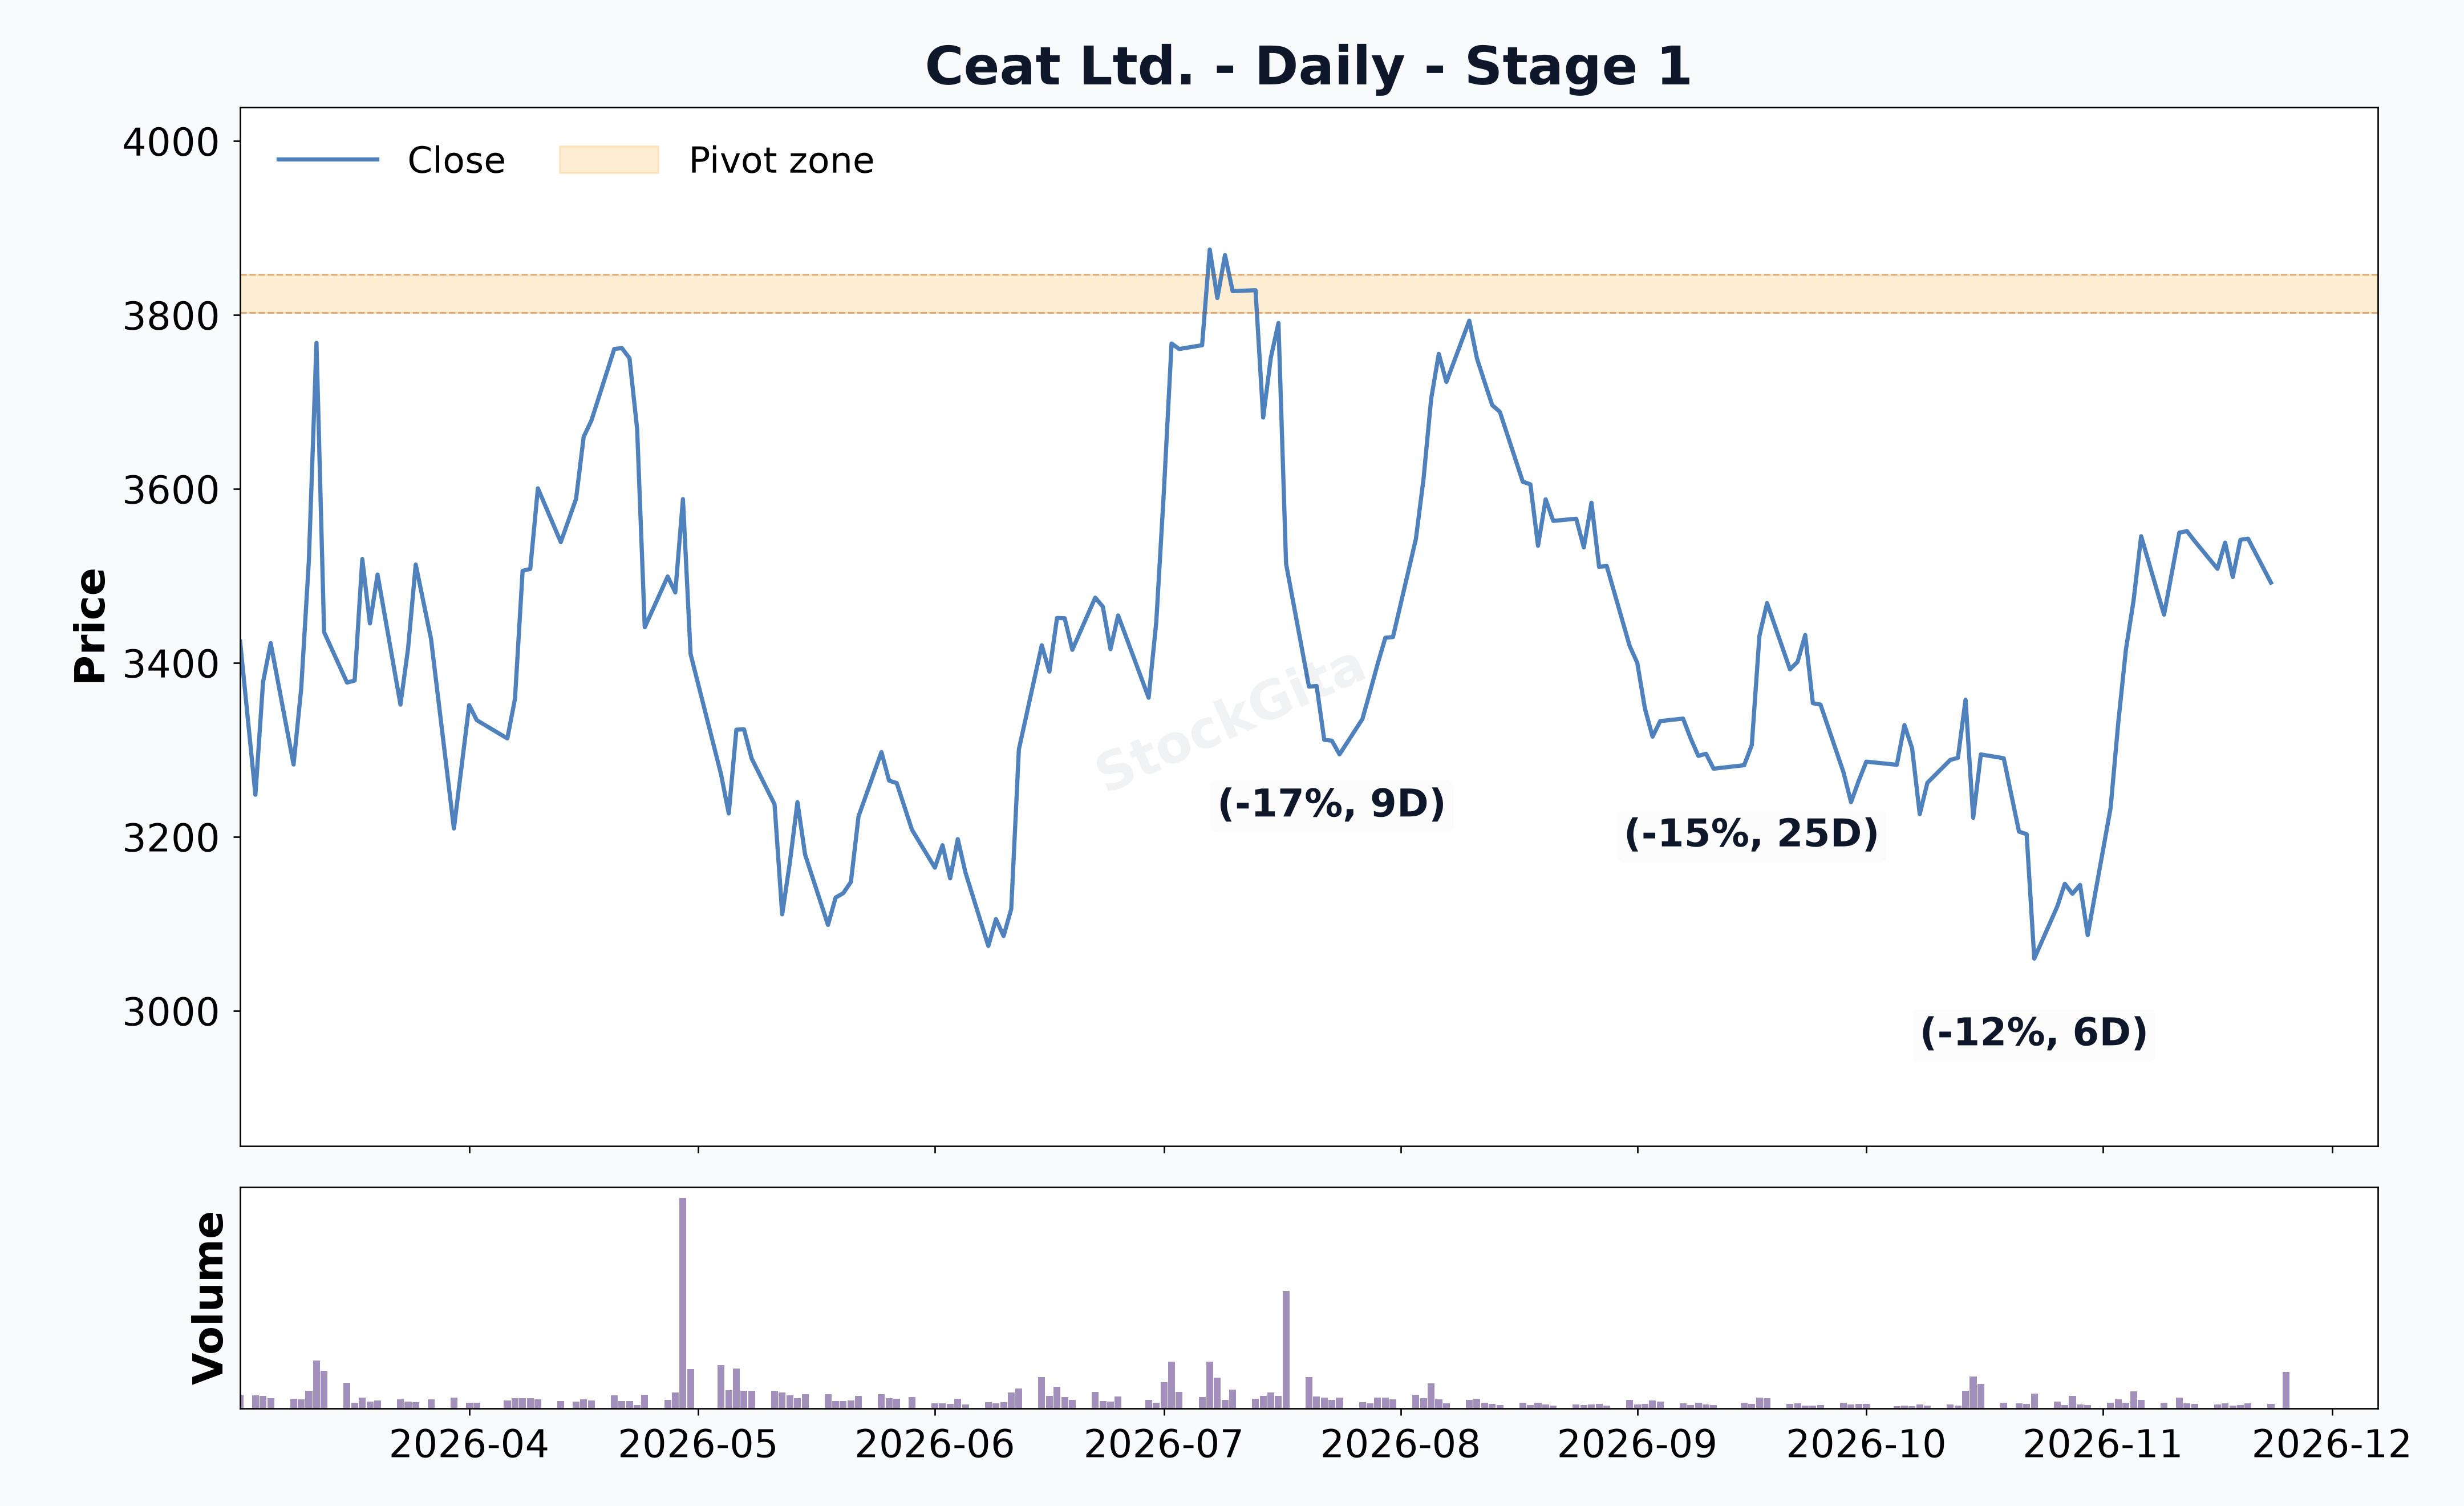 Ceat Ltd. - Daily - Stage 1
Close
Pivot zone
Price
4000
3800
3600
3400
3200
3000
StockGita
(-17%, 9D)
(-15%, 25D)
(-12%, 6D)
Volume
2026-04
2026-05
2026-06
2026-07
2026-08
2026-09
2026-10
2026-11
2026-12